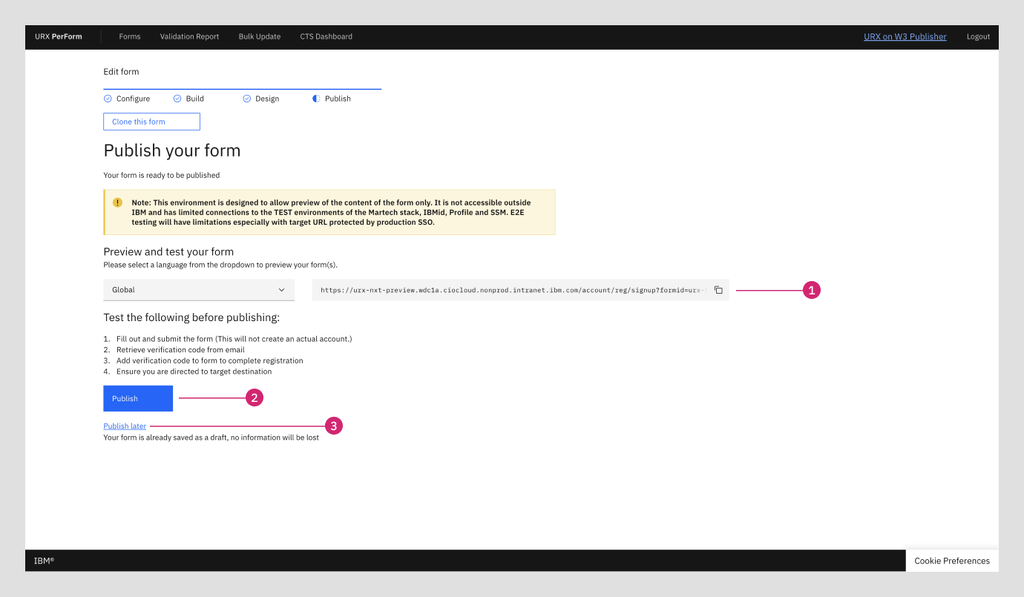 URX PerForm Forms Validation Report Bulk Update CTS Dashboard URX on W3 Publisher Logout
Edit form
Configure Build Design Publish
Clone this form
Publish your form
Your form is ready to be published
Note: This environment is designed to allow preview of the content of the form only. It is not accessible outside
IBM and has limited connections to the TEST environments of the Martech stack, IBMid, Profile and SSM. E2E
testing will have limitations especially with target URL protected by production SSO.
Preview and test your form
Please select a language from the dropdown to preview your form(s).
Global https://urx-nxt-preview.wdc1a.ciocloud.nonprod.intranet.ibm.com/account/reg/signup?formid=urx- 1
Test the following before publishing:
1. Fill out and submit the form (This will not create an actual account.)
2. Retrieve verification code from email
3. Add verification code to form to complete registration
4. Ensure you are directed to target destination
Publish 2
Publish later 3
Your form is already saved as a draft, no information will be lost
IBM® Cookie Preferences